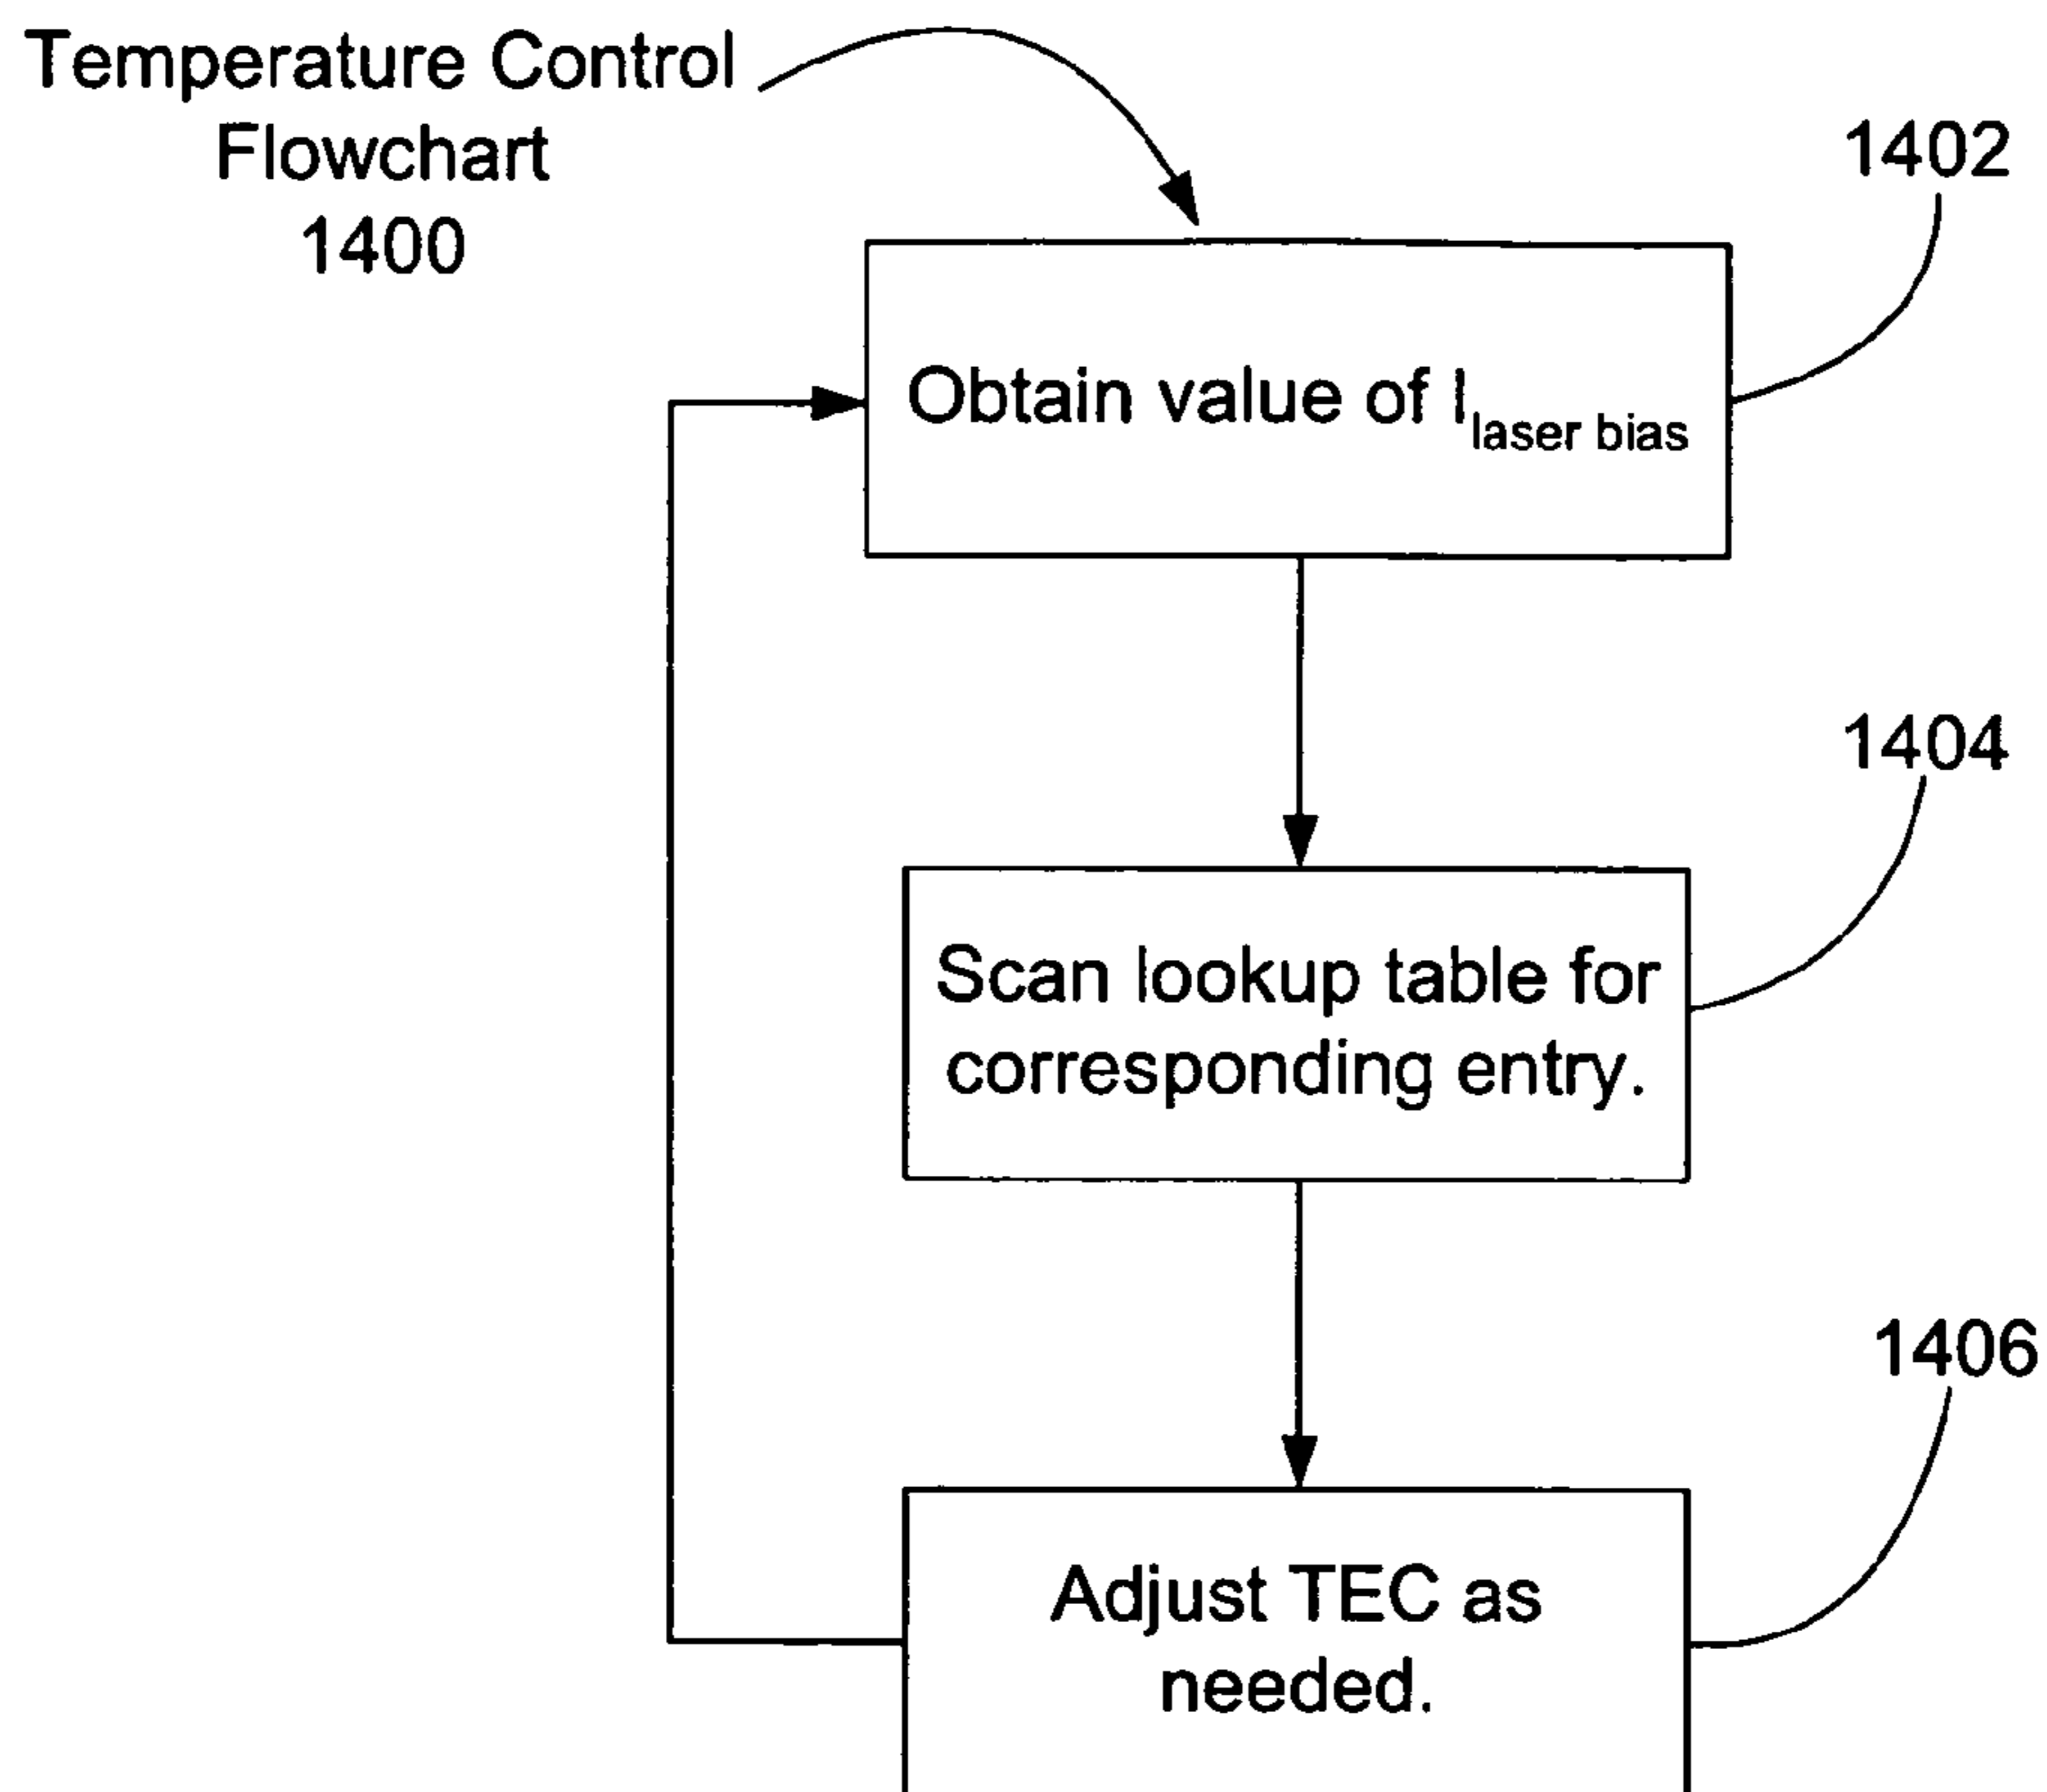 Temperature Control
Flowchart
1400
1402
Obtain value of I laser bias
1404
Scan lookup table for
corresponding entry.
1406
Adjust TEC as
needed.